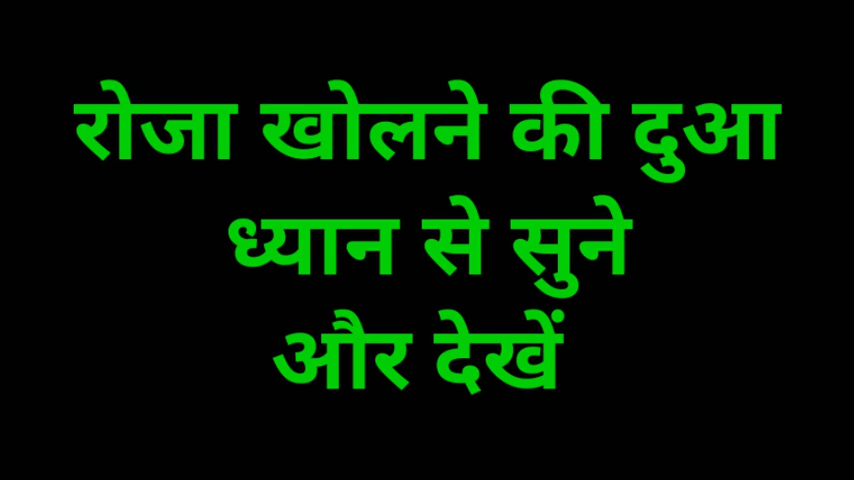 रोजा खोलने की दुआ
ध्यान से सुने
और देखें